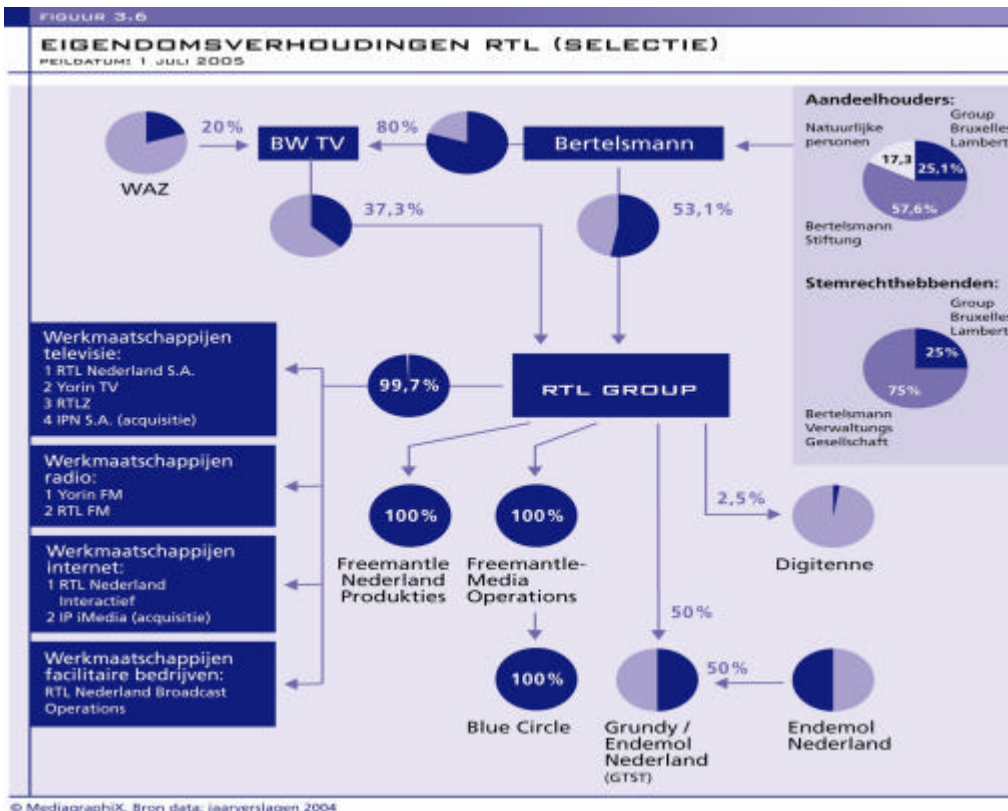 FIGUUR 3.6
EIGENDOMSVERHOUDINGEN RTL (SELECTIE)
PEILDATUM: 1 JULI 2005
WAZ
20%
BW TV
80%
Bertelsmann
37,3%
53,1%
Aandeelhouders:
Natuurlijke
personen
Group
Bruxelles
Lambert
17,3
25,1%
57,6%
Bertelsmann
Stiftung
Stemrechthebbenden:
Group
Bruxelles
Lambert
25%
75%
Bertelsmann
Verwaltungs
Gesellschaft
RTL GROUP
99,7%
Werkmaatschappijen
televisie:
1 RTL Nederland S.A.
2 Yorin TV
3 RTLZ
4 IPN S.A. (acquisitie)
Werkmaatschappijen
radio:
1 Yorin FM
2 RTL FM
Werkmaatschappijen
internet:
1 RTL Nederland
Interactief
2 IP iMedia (acquisitie)
Werkmaatschappijen
facilitaire bedrijven:
RTL Nederland Broadcast
Operations
100%
Freemantle
Nederland
Produkties
100%
Freemantle-
Media
Operations
2,5%
Digitenne
50%
100%
Blue Circle
50%
Grundy /
Endemol
Nederland
(GTST)
Endemol
Nederland
© MediagraphiX. Bron data: jaarverslagen 2004